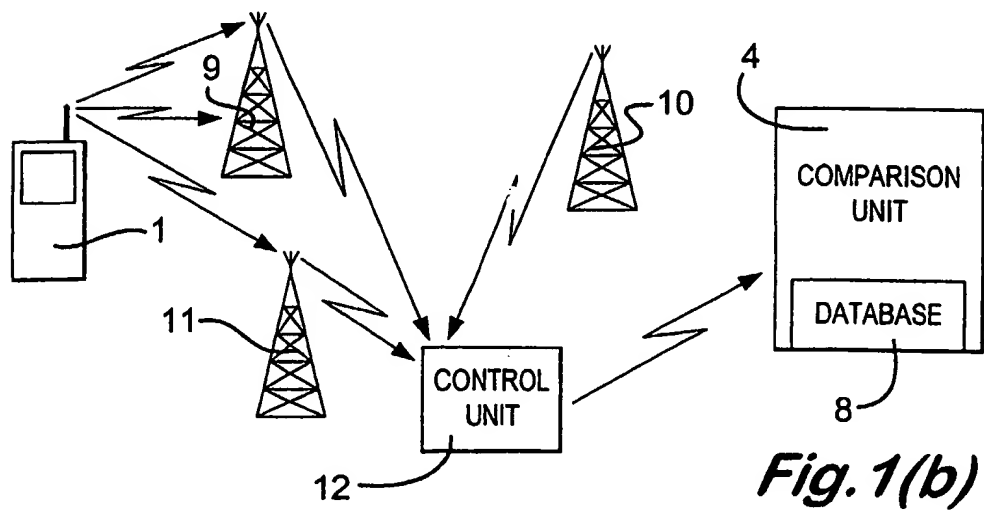 9
10
4
COMPARISON
UNIT
1
11
DATABASE
CONTROL
UNIT
8
12
Fig.1(b)